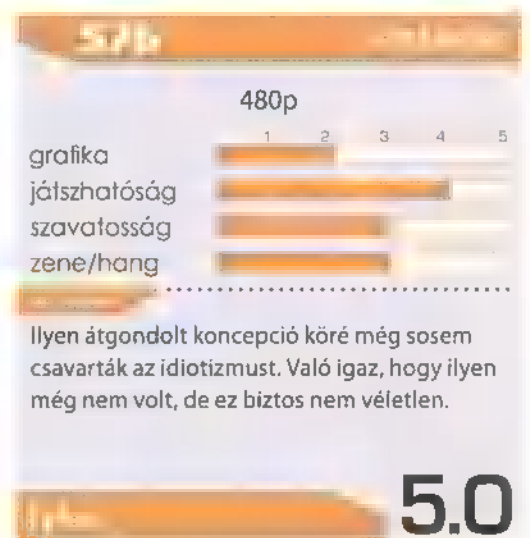 576
480p
1 2 3 4 5
grafika
játszhatóság
szavatosság
zene/hang
Ilyen átgondolt koncepció köré még sosem
csavarták az idiotizmust. Való igaz, hogy ilyen
még nem volt, de ez biztos nem véletlen.
5.0